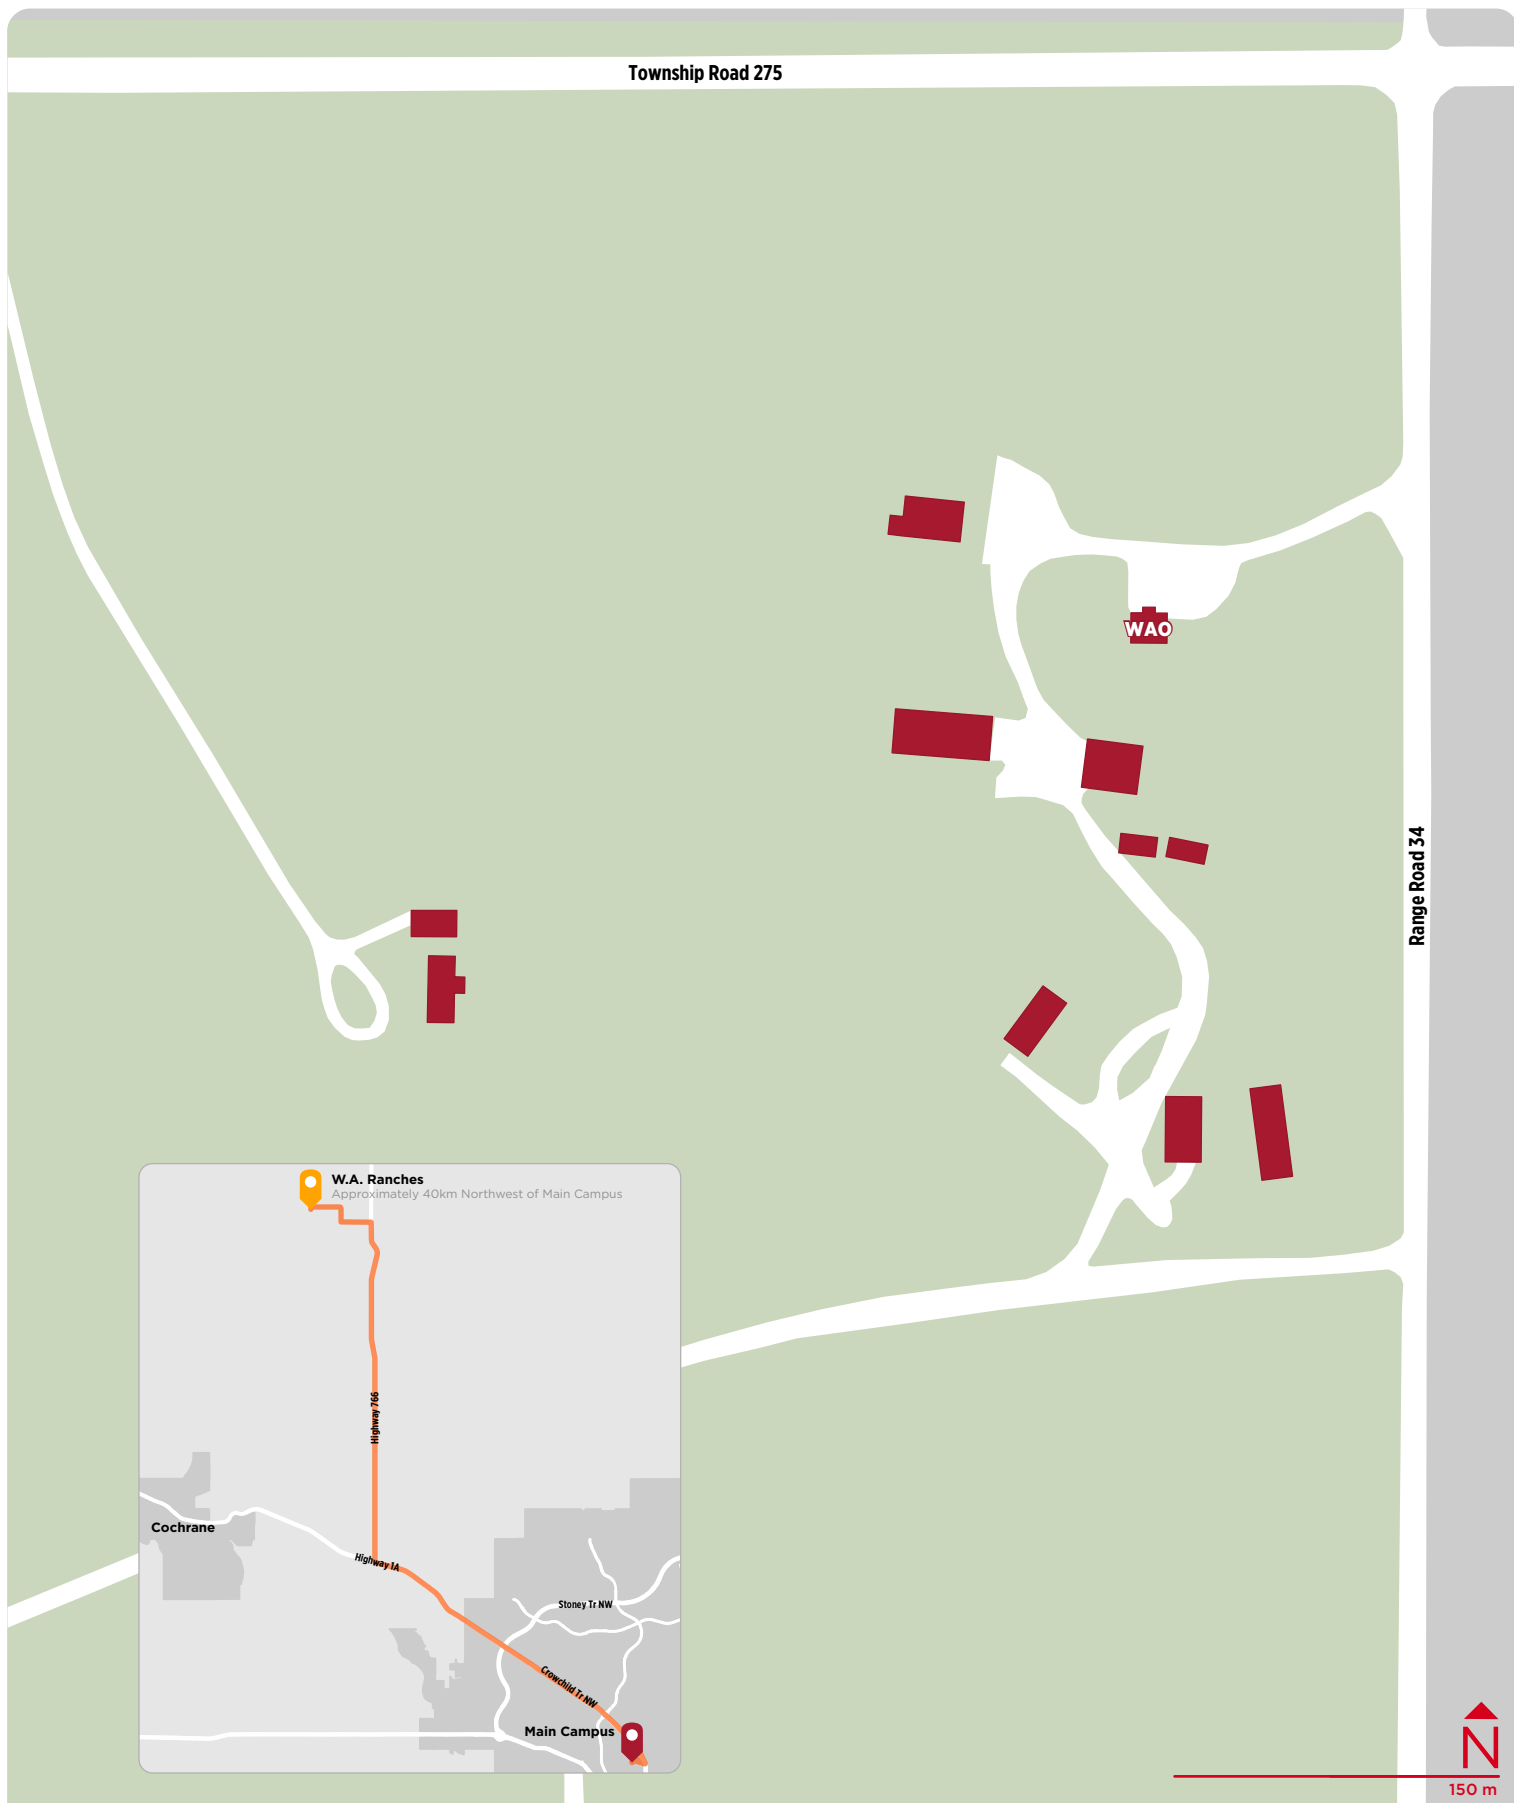 Township Road 275
WAO
Range Road 34
W.A. Ranches
Approximately 40km Northwest of Main Campus
Highway 766
Cochrane
Highway 1A
Stoney Tr NW
Crowchild Tr NW
Main Campus
N
150 m